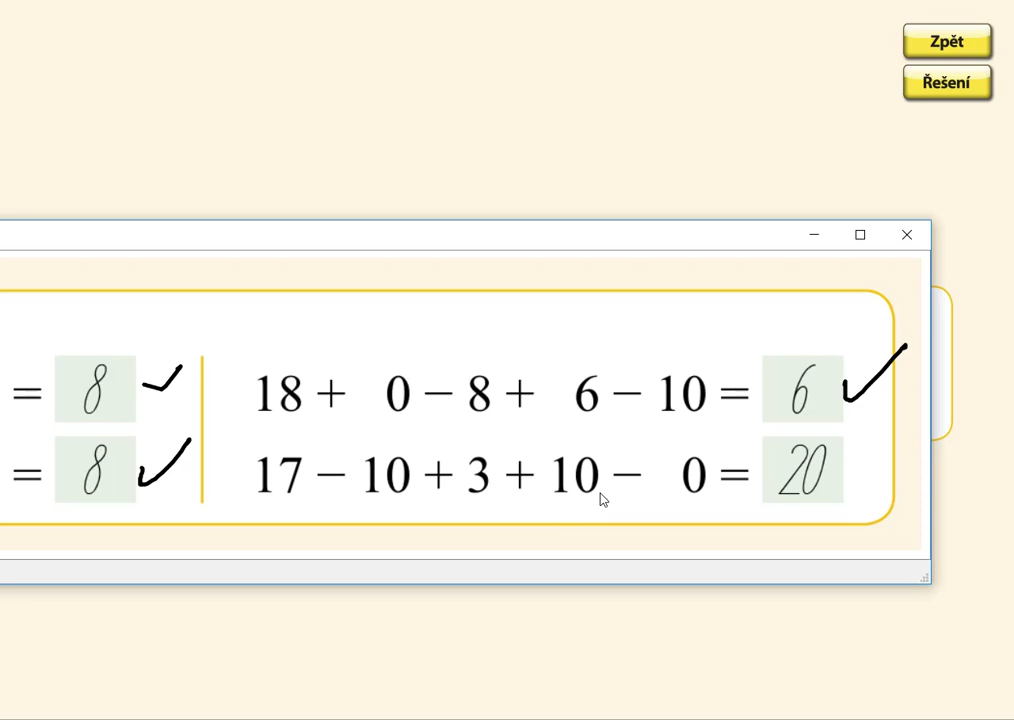 Zpět
Řešení
= 8
18 + 0 − 8 + 6 − 10 = 6
= 8
17 − 10 + 3 + 10 − 0 = 20